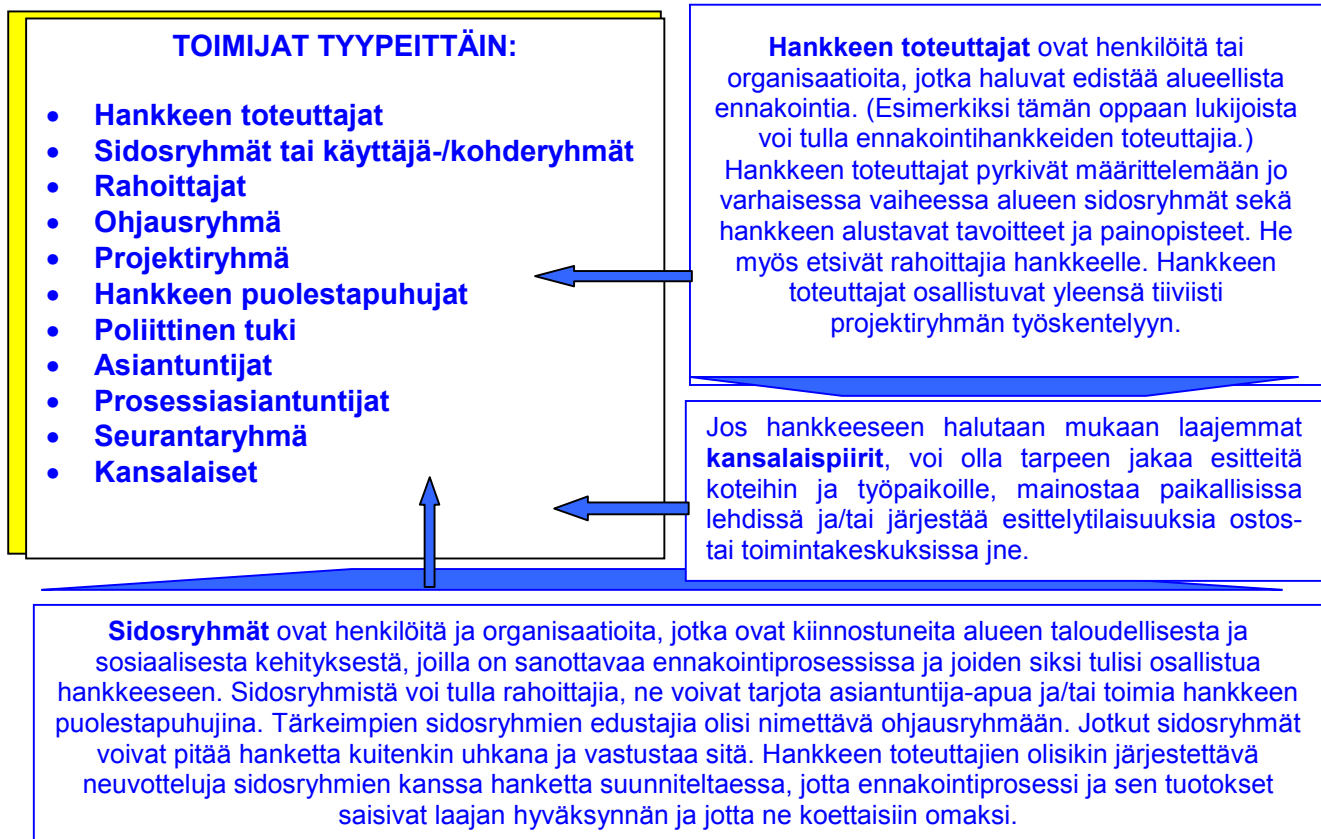 TOIMIJAT TYYPEITTÄIN:
• Hankkeen toteuttajat
• Sidosryhmät tai käyttäjä-/kohderyhmät
• Rahoittajat
• Ohjausryhmä
• Projektiryhmä
• Hankkeen puolestapuhujat
• Poliittinen tuki
• Asiantuntijat
• Prosessiasiantuntijat
• Seurantaryhmä
• Kansalaiset
Hankkeen toteuttajat ovat henkilöitä tai
organisaatioita, jotka haluvat edistää alueellista
ennakointia. (Esimerkiksi tämän oppaan lukijoista
voi tulla ennakointihankkeiden toteuttajia.)
Hankkeen toteuttajat pyrkivät määrittelemään jo
varhaisessa vaiheessa alueen sidosryhmät sekä
hankkeen alustavat tavoitteet ja painopisteet. He
myös etsivät rahoittajia hankkeelle. Hankkeen
toteuttajat osallistuvat yleensä tiiviisti
projektiryhmän työskentelyyn.
Jos hankkeeseen halutaan mukaan laajemmat
kansalaispiirit, voi olla tarpeen jakaa esitteitä
koteihin ja työpaikoille, mainostaa paikallisissa
lehdissä ja/tai järjestää esittelytilaisuuksia ostos-
tai toimintakeskuksissa jne.
Sidosryhmät ovat henkilöitä ja organisaatioita, jotka ovat kiinnostuneita alueen taloudellisesta ja
sosiaalisesta kehityksestä, joilla on sanottavaa ennakointiprosessissa ja joiden siksi tulisi osallistua
hankkeeseen. Sidosryhmistä voi tulla rahoittajia, ne voivat tarjota asiantuntija-apua ja/tai toimia hankkeen
puolestapuhujina. Tärkeimpien sidosryhmien edustajia olisi nimettävä ohjausryhmään. Jotkut sidosryhmät
voivat pitää hanketta kuitenkin uhkana ja vastustaa sitä. Hankkeen toteuttajien olisikin järjestettävä
neuvotteluja sidosryhmien kanssa hanketta suunniteltaessa, jotta ennakointiprosessi ja sen tuotokset
saisivat laajan hyväksynnän ja jotta ne koettaisiin omaksi.